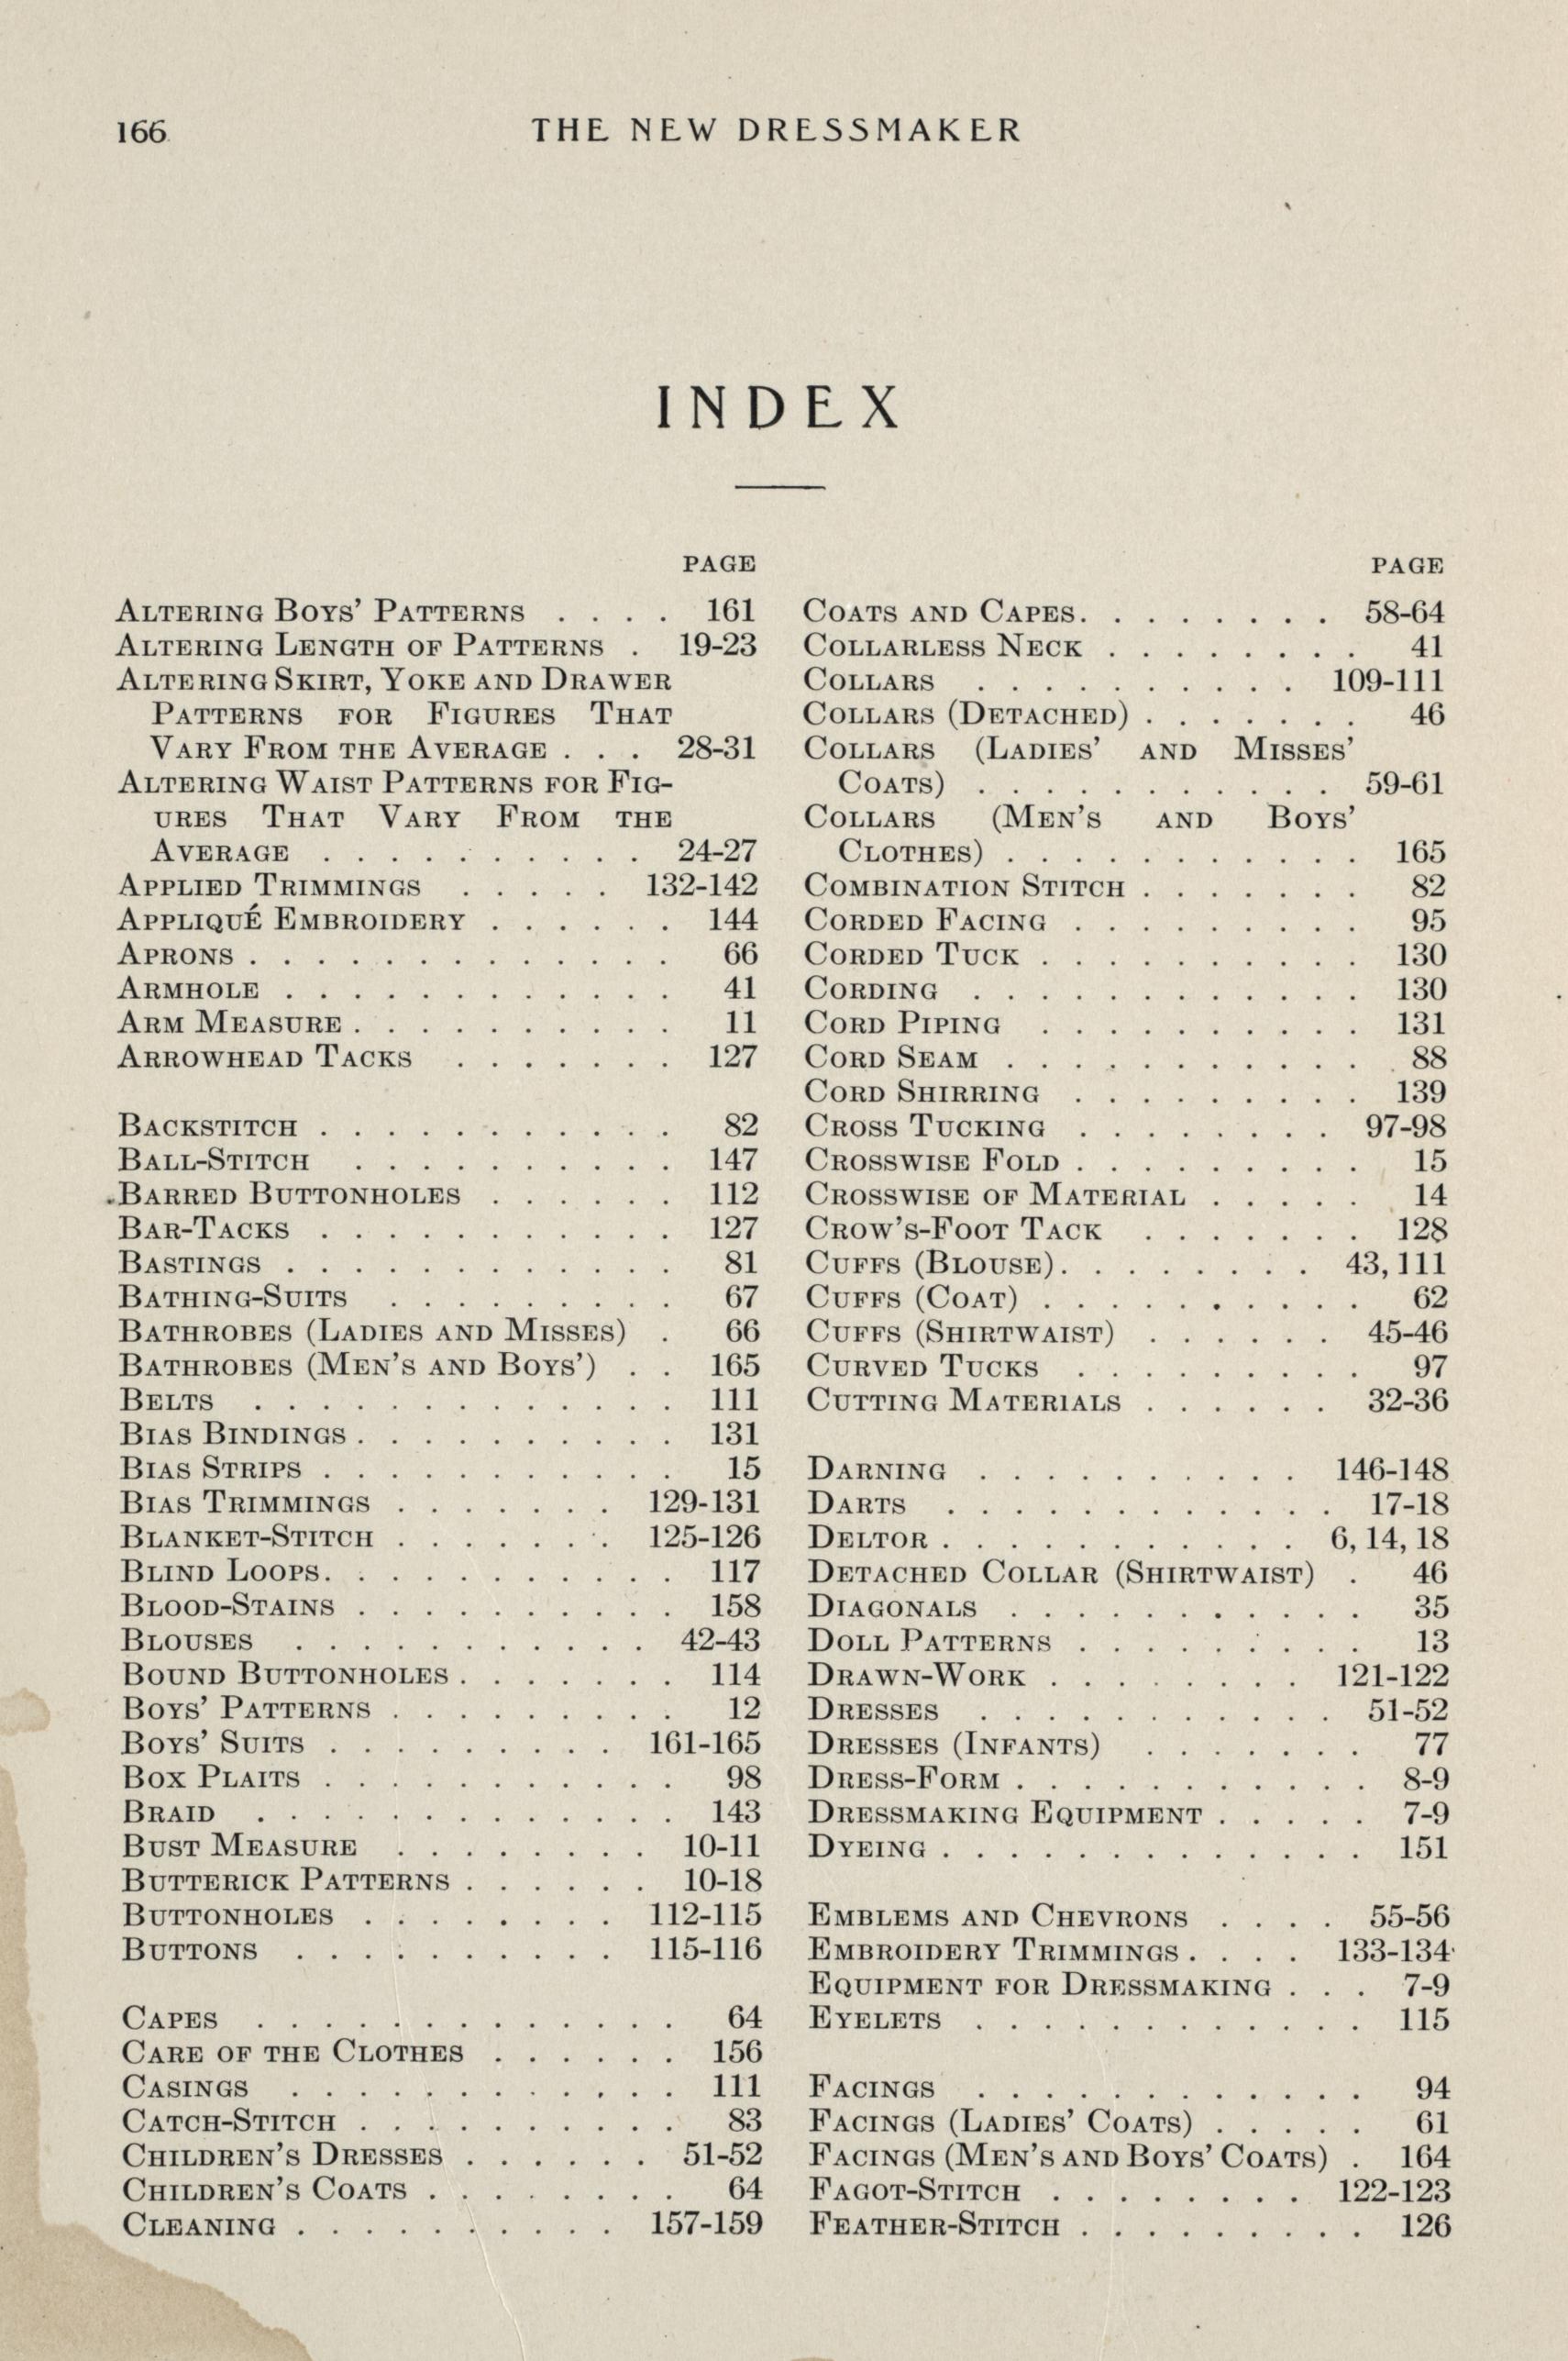 166
THE NEW DRESSMAKER
INDEX
PAGE
ALTERING BOYS' PATTERNS . . . . 161
ALTERING LENGTH OF PATTERNS . 19-23
ALTERING SKIRT, YOKE AND DRAWER
PATTERNS FOR FIGURES THAT
VARY FROM THE AVERAGE . . . 28-31
ALTERING WAIST PATTERNS FOR FIG-
URES THAT VARY FROM THE
AVERAGE . . . . . . . . . . 24-27
APPLIED TRIMMINGS . . . . . 132-142
APPLIQUÉ EMBROIDERY . . . . . . 144
APRONS . . . . . . . . . . . . . 66
ARMHOLE . . . . . . . . . . . . 41
ARM MEASURE . . . . . . . . . . 11
ARROWHEAD TACKS . . . . . . . 127
BACKSTITCH . . . . . . . . . . . 82
BALL-STITCH . . . . . . . . . . 147
BARRED BUTTONHOLES . . . . . . 112
BAR-TACKS . . . . . . . . . . . 127
BASTINGS . . . . . . . . . . . . 81
BATHING-SUITS . . . . . . . . . 67
BATHROBES (LADIES AND MISSES) . 66
BATHROBES (MEN'S AND BOYS') . . 165
BELTS . . . . . . . . . . . . . 111
BIAS BINDINGS . . . . . . . . . . 131
BIAS STRIPS . . . . . . . . . . . 15
BIAS TRIMMINGS . . . . . . . 129-131
BLANKET-STITCH . . . . . . . 125-126
BLIND LOOPS . . . . . . . . . . . 117
BLOOD-STAINS . . . . . . . . . . 158
BLOUSES . . . . . . . . . . . 42-43
BOUND BUTTONHOLES . . . . . . . 114
BOYS' PATTERNS . . . . . . . . . 12
BOYS' SUITS . . . . . . . . . 161-165
BOX PLAITS . . . . . . . . . . . 98
BRAID . . . . . . . . . . . . . 143
BUST MEASURE . . . . . . . . 10-11
BUTTERICK PATTERNS . . . . . . 10-18
BUTTONHOLES . . . . . . . . 112-115
BUTTONS . . . . . . . . . . 115-116
CAPES . . . . . . . . . . . . . 64
CARE OF THE CLOTHES . . . . . . 156
CASINGS . . . . . . . . . . . . 111
CATCH-STITCH . . . . . . . . . . 83
CHILDREN'S DRESSES . . . . . . 51-52
CHILDREN'S COATS . . . . . . . . 64
CLEANING . . . . . . . . . . 157-159
PAGE
COATS AND CAPES . . . . . . . . 58-64
COLLARLESS NECK . . . . . . . . 41
COLLARS . . . . . . . . . . 109-111
COLLARS (DETACHED) . . . . . . . 46
COLLARS (LADIES' AND MISSES'
COATS) . . . . . . . . . . . 59-61
COLLARS (MEN'S AND BOYS'
CLOTHES) . . . . . . . . . . . 165
COMBINATION STITCH . . . . . . . 82
CORDED FACING . . . . . . . . . 95
CORDED TUCK . . . . . . . . . . 130
CORDING . . . . . . . . . . . . 130
CORD PIPING . . . . . . . . . . 131
CORD SEAM . . . . . . . . . . . 88
CORD SHIRRING . . . . . . . . . 139
CROSS TUCKING . . . . . . . . 97-98
CROSSWISE FOLD . . . . . . . . . 15
CROSSWISE OF MATERIAL . . . . . 14
CROW'S-FOOT TACK . . . . . . . 128
CUFFS (BLOUSE) . . . . . . . . 43, 111
CUFFS (COAT) . . . . . . . . . . 62
CUFFS (SHIRTWAIST) . . . . . . 45-46
CURVED TUCKS . . . . . . . . . 97
CUTTING MATERIALS . . . . . . 32-36
DARNING . . . . . . . . . . 146-148
DARTS . . . . . . . . . . . . 17-18
DELTOR . . . . . . . . . . . 6, 14, 18
DETACHED COLLAR (SHIRTWAIST) . 46
DIAGONALS . . . . . . . . . . . 35
DOLL PATTERNS . . . . . . . . . 13
DRAWN-WORK . . . . . . . . 121-122
DRESSES . . . . . . . . . . . 51-52
DRESSES (INFANTS) . . . . . . . 77
DRESS-FORM . . . . . . . . . . . 8-9
DRESSMAKING EQUIPMENT . . . . . 7-9
DYEING . . . . . . . . . . . . . 151
EMBLEMS AND CHEVRONS . . . . 55-56
EMBROIDERY TRIMMINGS . . . . 133-134
EQUIPMENT FOR DRESSMAKING . . . 7-9
EYELETS . . . . . . . . . . . . 115
FACINGS . . . . . . . . . . . . 94
FACINGS (LADIES' COATS) . . . . . 61
FACINGS (MEN'S AND BOYS' COATS) . 164
FAGOT-STITCH . . . . . . . . 122-123
FEATHER-STITCH . . . . . . . . . 126